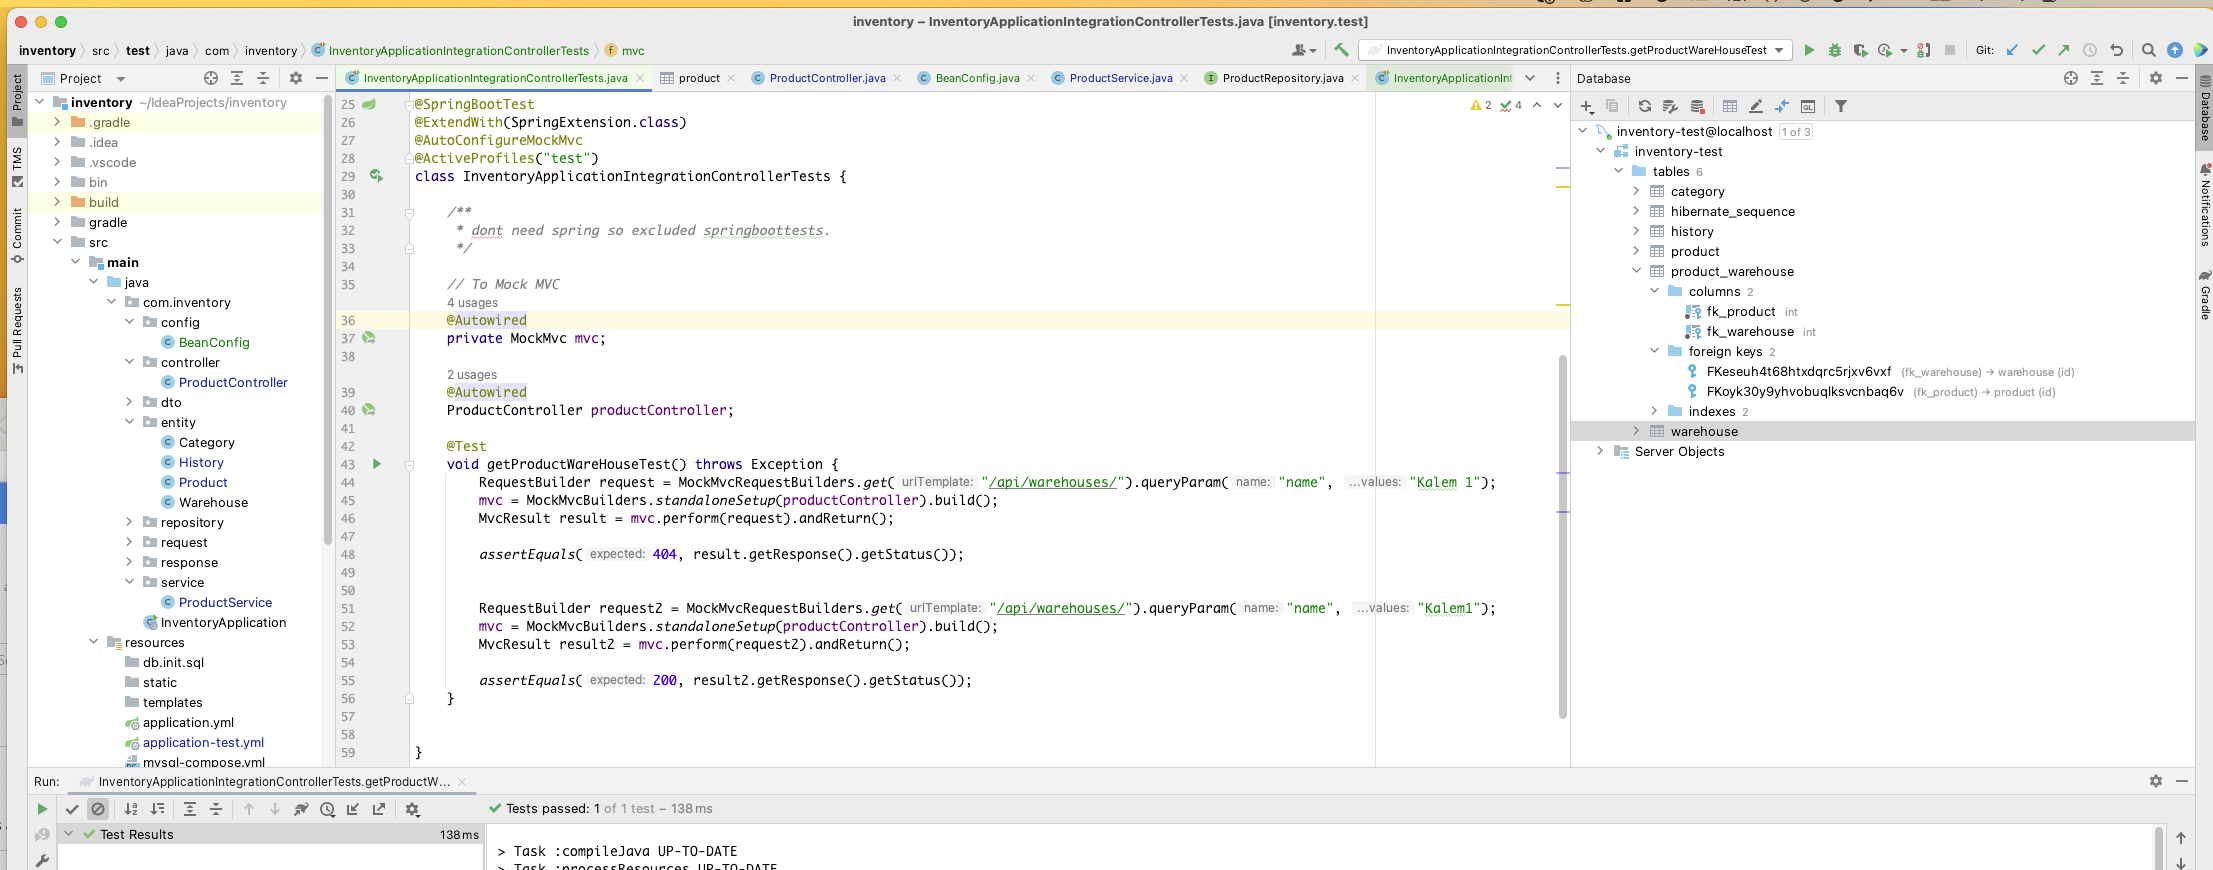 inventory – InventoryApplicationIntegrationControllerTests.java [inventory.test]
inventory src test java com inventory InventoryApplicationIntegrationControllerTests mvc
InventoryApplicationIntegrationControllerTests.getProductWareHouseTest
Git:
Project
TMS
Commit
Pull Requests
Project
inventory ~/IdeaProjects/inventory
.gradle
.idea
.vscode
bin
build
gradle
src
main
java
com.inventory
config
BeanConfig
controller
ProductController
dto
entity
Category
History
Product
Warehouse
repository
request
response
service
ProductService
InventoryApplication
resources
db.init.sql
static
templates
application.yml
application-test.yml
mysql-compose.yml
InventoryApplicationIntegrationControllerTests.java
product
ProductController.java
BeanConfig.java
ProductService.java
ProductRepository.java
InventoryApplicationInt
2 4
25 @SpringBootTest
26 @ExtendWith(SpringExtension.class)
27 @AutoConfigureMockMvc
28 @ActiveProfiles("test")
29 class InventoryApplicationIntegrationControllerTests {
30
31 /**
32 * dont need spring so excluded springboottests.
33 */
34
35 // To Mock MVC
4 usages
36 @Autowired
37 private MockMvc mvc;
38
2 usages
39 @Autowired
40 ProductController productController;
41
42 @Test
43 void getProductWareHouseTest() throws Exception {
44 RequestBuilder request = MockMvcRequestBuilders.get( urlTemplate: "/api/warehouses/").queryParam( name: "name", ...values: "Kalem 1");
45 mvc = MockMvcBuilders.standaloneSetup(productController).build();
46 MvcResult result = mvc.perform(request).andReturn();
47
48 assertEquals( expected: 404, result.getResponse().getStatus());
49
50
51 RequestBuilder request2 = MockMvcRequestBuilders.get( urlTemplate: "/api/warehouses/").queryParam( name: "name", ...values: "Kalem1");
52 mvc = MockMvcBuilders.standaloneSetup(productController).build();
53 MvcResult result2 = mvc.perform(request2).andReturn();
54
55 assertEquals( expected: 200, result2.getResponse().getStatus());
56 }
57
58
59 }
Database
inventory-test@localhost 1 of 3
inventory-test
tables 6
category
hibernate_sequence
history
product
product_warehouse
columns 2
fk_product int
fk_warehouse int
foreign keys 2
FKeseuh4t68htxdqrc5rjxv6vxf (fk_warehouse) → warehouse (id)
FKoyk30y9yhvobuqlksvcnbaq6v (fk_product) → product (id)
indexes 2
warehouse
Server Objects
Database
Notifications
Gradle
Run: InventoryApplicationIntegrationControllerTests.getProductW...
Tests passed: 1 of 1 test – 138 ms
Test Results 138 ms
> Task :compileJava UP-TO-DATE
> Task :processResources UP-TO-DATE